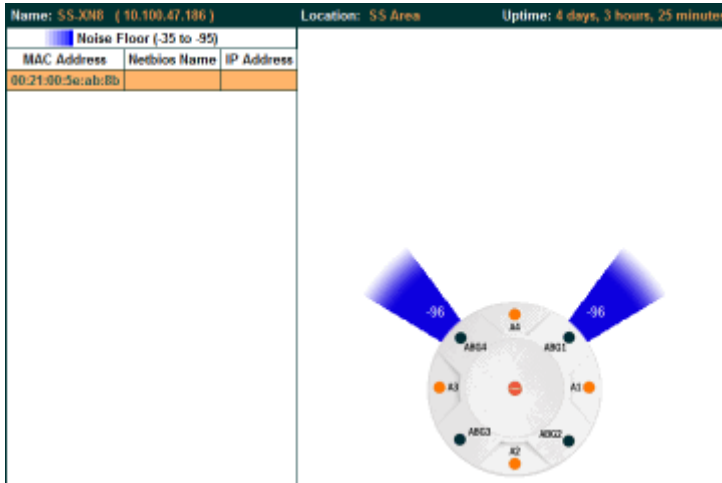 Name: SS-XN8 ( 10.100.47.186 ) Location: SS Area Uptime: 4 days, 3 hours, 25 minutes
Noise Floor (-35 to -95)
MAC Address Netbios Name IP Address
00:21:00:5e:ab:8b
-96 -96
A4
ABG4 ABG1
A3 A1
ABG3 ABG2
A2